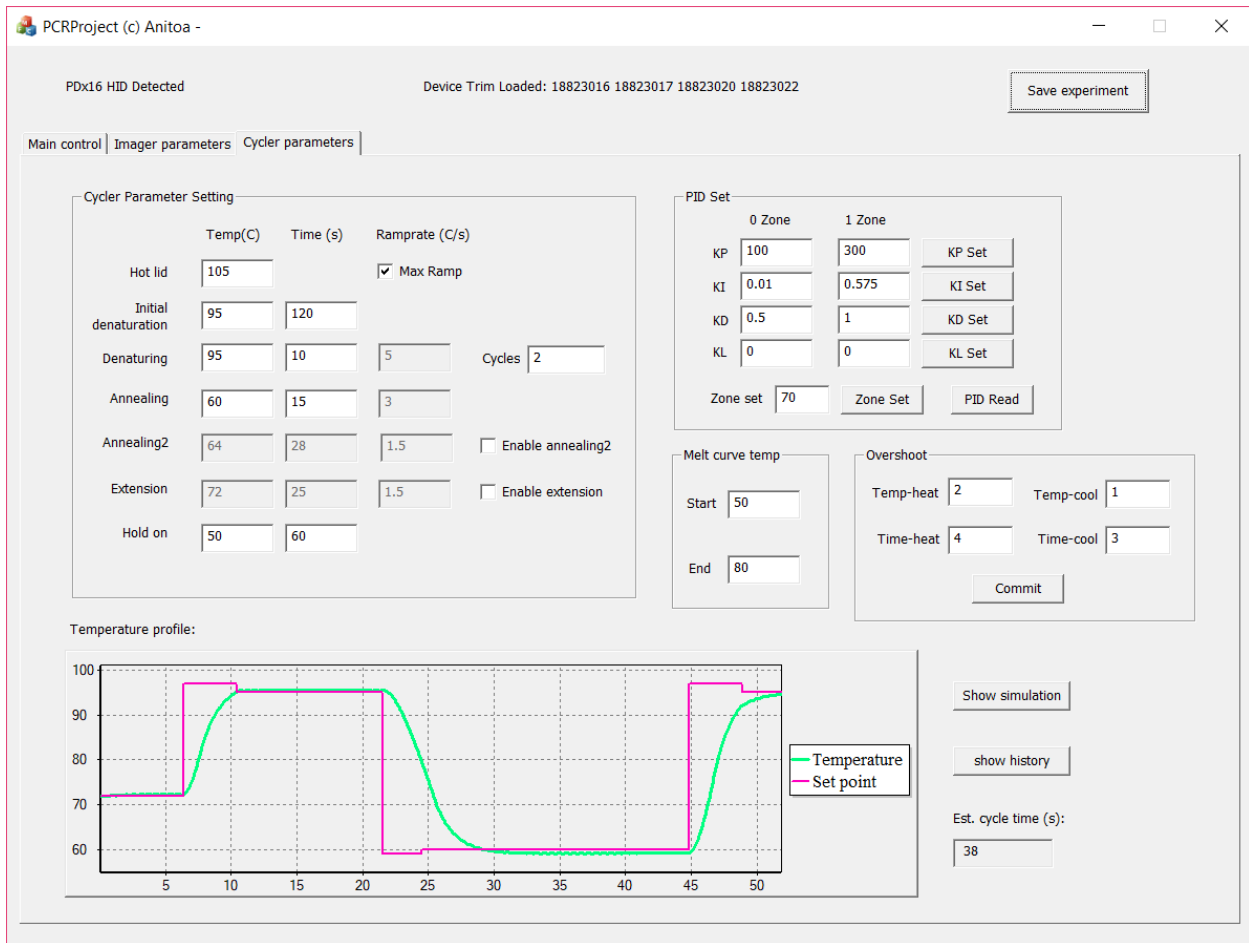 PCRProject (c) Anitoa -
PDx16 HID Detected
Device Trim Loaded: 18823016 18823017 18823020 18823022
Save experiment
Main control
Imager parameters
Cycler parameters
Cycler Parameter Setting
Temp(C) Time (s) Ramprate (C/s)
Hot lid 105 Max Ramp
Initial
denaturation 95 120
Denaturing 95 10 5 Cycles 2
Annealing 60 15 3
Annealing2 64 28 1.5 Enable annealing2
Extension 72 25 1.5 Enable extension
Hold on 50 60
PID Set
0 Zone 1 Zone
KP 100 300 KP Set
KI 0.01 0.575 KI Set
KD 0.5 1 KD Set
KL 0 0 KL Set
Zone set 70 Zone Set PID Read
Melt curve temp
Start 50
End 80
Overshoot
Temp-heat 2 Temp-cool 1
Time-heat 4 Time-cool 3
Commit
Temperature profile:
100
90
80
70
60
5 10 15 20 25 30 35 40 45 50
Temperature
Set point
Show simulation
show history
Est. cycle time (s):
38